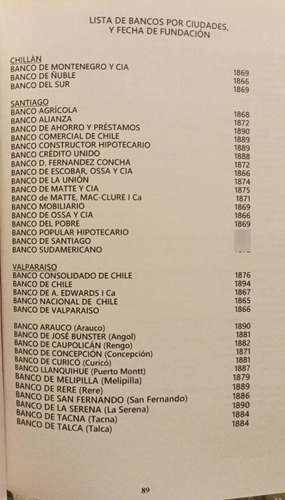 LISTA DE BANCOS POR CIUDADES,
Y FECHA DE FUNDACIÓN
CHILLÁN
BANCO DE MONTENEGRO Y CIA 1869
BANCO DE ÑUBLE 1866
BANCO DEL SUR 1869
SANTIAGO
BANCO AGRÍCOLA 1868
BANCO ALIANZA 1872
BANCO DE AHORRO Y PRÉSTAMOS 1890
BANCO COMERCIAL DE CHILE 1889
BANCO CONSTRUCTOR HIPOTECARIO 1889
BANCO CRÉDITO UNIDO 1888
BANCO D. FERNANDO CONCHA 1872
BANCO DE ESCOBAR, OSSA Y CIA 1866
BANCO DE LA UNIÓN 1874
BANCO DE MATTE Y CIA 1875
BANCO de MATTE, MAC-CLURE I Ca 1871
BANCO MOBILIARIO 1869
BANCO DE OSSA Y CIA 1866
BANCO DEL POBRE 1869
BANCO POPULAR HIPOTECARIO
BANCO DE SANTIAGO
BANCO SUDAMERICANO
VALPARAISO
BANCO CONSOLIDADO DE CHILE 1876
BANCO DE CHILE 1894
BANCO DE A. EDWARDS I Ca 1867
BANCO NACIONAL DE CHILE 1865
BANCO DE VALPARAISO 1866
BANCO ARAUCO (Arauco) 1890
BANCO DE JOSÉ BUNSTER (Angol) 1881
BANCO DE CAUPOLICÁN (Rengo) 1882
BANCO DE CONCEPCIÓN (Concepción) 1871
BANCO DE CURICÓ (Curicó) 1881
BANCO LLANQUIHUE (Puerto Montt) 1887
BANCO DE MELIPILLA (Melipilla) 1879
BANCO DE RERE (Rere) 1889
BANCO DE SAN FERNANDO (San Fernando) 1886
BANCO DE LA SERENA (La Serena) 1890
BANCO DE TACNA (Tacna) 1884
BANCO DE TALCA (Talca) 1884
89